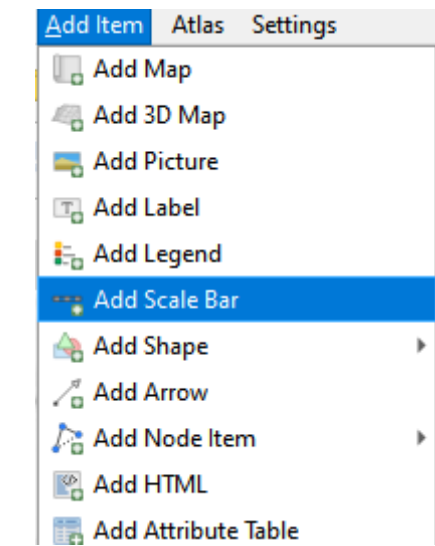 Add Item Atlas Settings
Add Map
Add 3D Map
Add Picture
Add Label
Add Legend
Add Scale Bar
Add Shape
Add Arrow
Add Node Item
Add HTML
Add Attribute Table